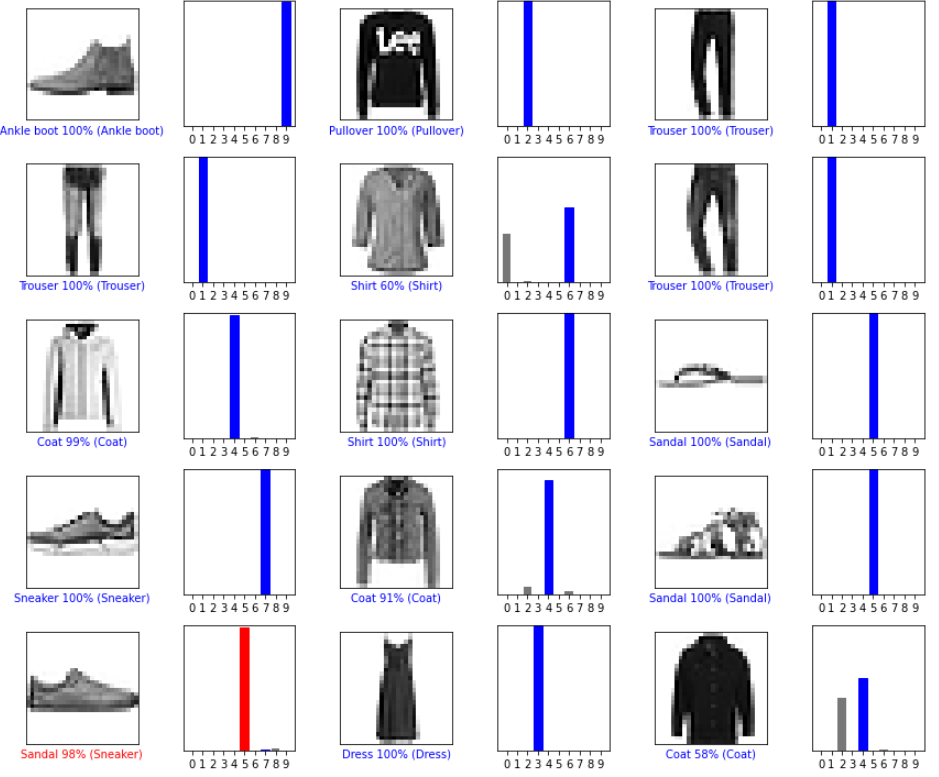 Lee
0 1 2 3 4 5 6 7 8 9
0 1 2 3 4 5 6 7 8 9
0 1 2 3 4 5 6 7 8 9
Ankle boot 100% (Ankle boot)
Pullover 100% (Pullover)
Trouser 100% (Trouser)
0 1 2 3 4 5 6 7 8 9
0 1 2 3 4 5 6 7 8 9
0 1 2 3 4 5 6 7 8 9
Trouser 100% (Trouser)
Shirt 60% (Shirt)
Trouser 100% (Trouser)
0 1 2 3 4 5 6 7 8 9
0 1 2 3 4 5 6 7 8 9
0 1 2 3 4 5 6 7 8 9
Coat 99% (Coat)
Shirt 100% (Shirt)
Sandal 100% (Sandal)
0 1 2 3 4 5 6 7 8 9
0 1 2 3 4 5 6 7 8 9
0 1 2 3 4 5 6 7 8 9
Sneaker 100% (Sneaker)
Coat 91% (Coat)
Sandal 100% (Sandal)
0 1 2 3 4 5 6 7 8 9
0 1 2 3 4 5 6 7 8 9
0 1 2 3 4 5 6 7 8 9
Sandal 98% (Sneaker)
Dress 100% (Dress)
Coat 58% (Coat)